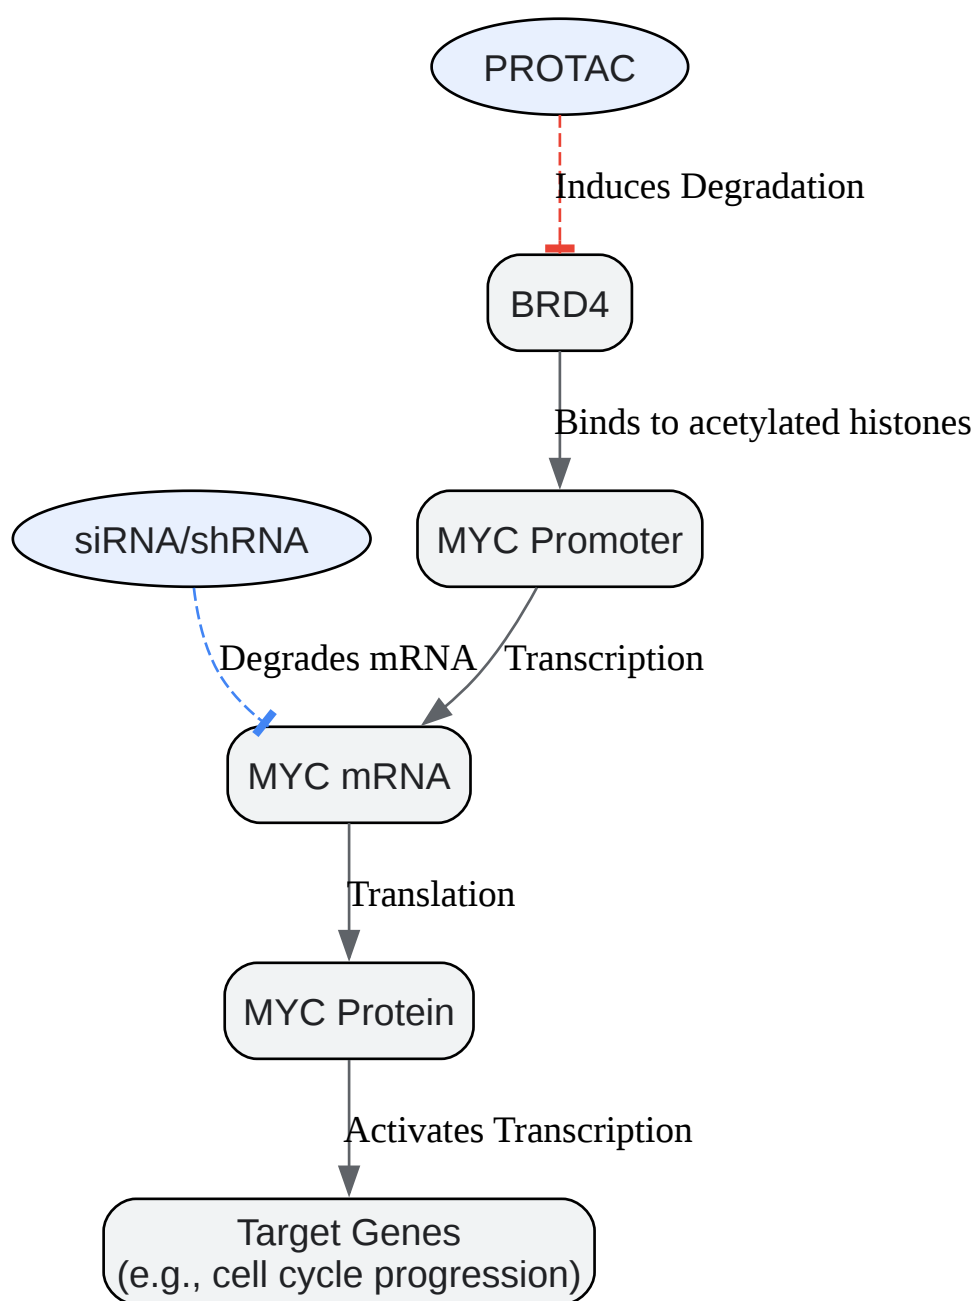 PROTAC
Induces Degradation
BRD4
Binds to acetylated histones
siRNA/shRNA
MYC Promoter
Degrades mRNA
Transcription
MYC mRNA
Translation
MYC Protein
Activates Transcription
Target Genes
(e.g., cell cycle progression)